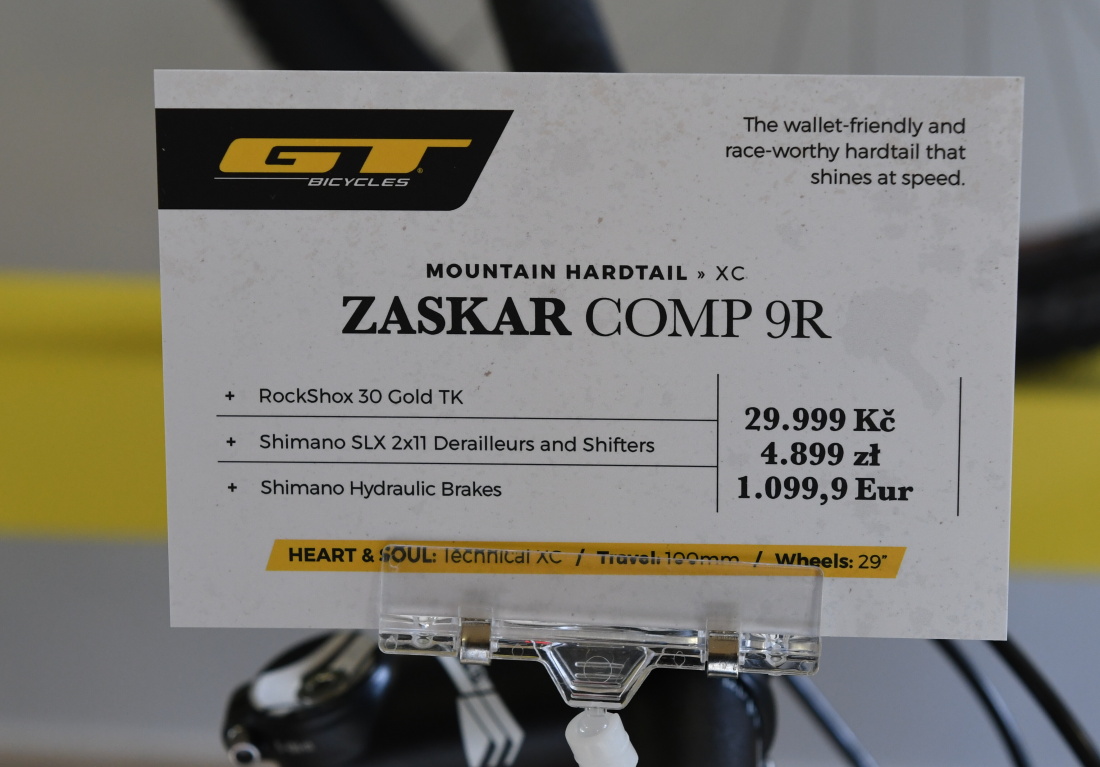 GT
BICYCLES
The wallet-friendly and
race-worthy hardtail that
shines at speed.
MOUNTAIN HARDTAIL » XC
ZASKAR COMP 9R
+ RockShox 30 Gold TK
+ Shimano SLX 2x11 Derailleurs and Shifters
+ Shimano Hydraulic Brakes
29.999 Kč
4.899 zł
1.099,9 Eur
HEART & SOUL: Technical XC / Travel: 100mm / Wheels: 29"